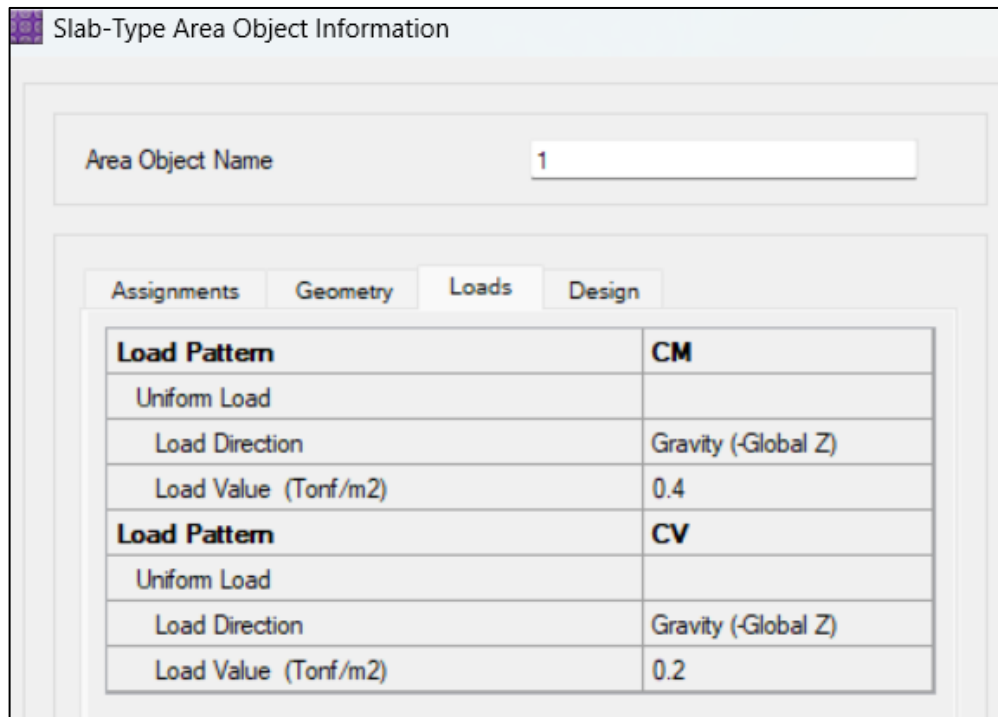 Slab-Type Area Object Information
Area Object Name 1
Assignments Geometry Loads Design
Load Pattern CM
Uniform Load
Load Direction Gravity (-Global Z)
Load Value (Tonf/m2) 0.4
Load Pattern CV
Uniform Load
Load Direction Gravity (-Global Z)
Load Value (Tonf/m2) 0.2